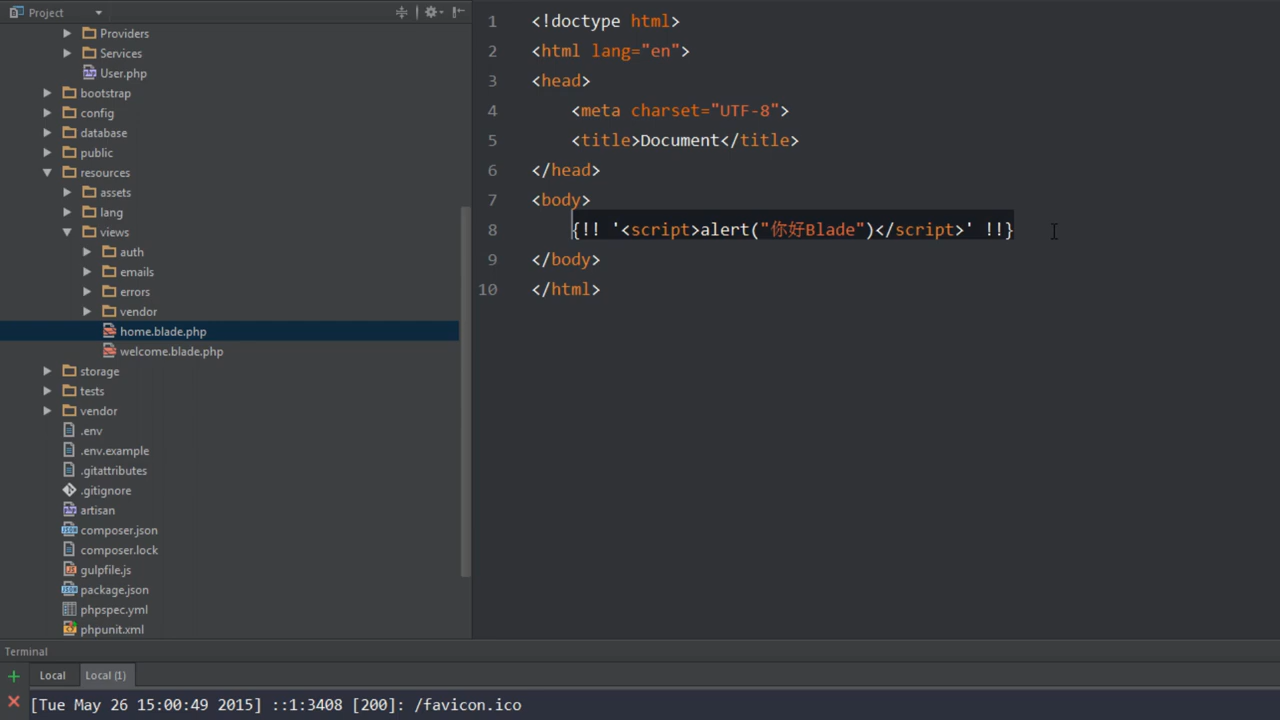 Project
Providers
Services
User.php
bootstrap
config
database
public
resources
assets
lang
views
auth
emails
errors
vendor
home.blade.php
welcome.blade.php
storage
tests
vendor
.env
.env.example
.gitattributes
.gitignore
artisan
composer.json
composer.lock
gulpfile.js
package.json
phpspec.yml
phpunit.xml
1 <!doctype html>
2 <html lang="en">
3 <head>
4 <meta charset="UTF-8">
5 <title>Document</title>
6 </head>
7 <body>
8 {!! '<script>alert("你好Blade")</script>' !!}
9 </body>
10 </html>
Terminal
Local Local (1)
[Tue May 26 15:00:49 2015] ::1:3408 [200]: /favicon.ico